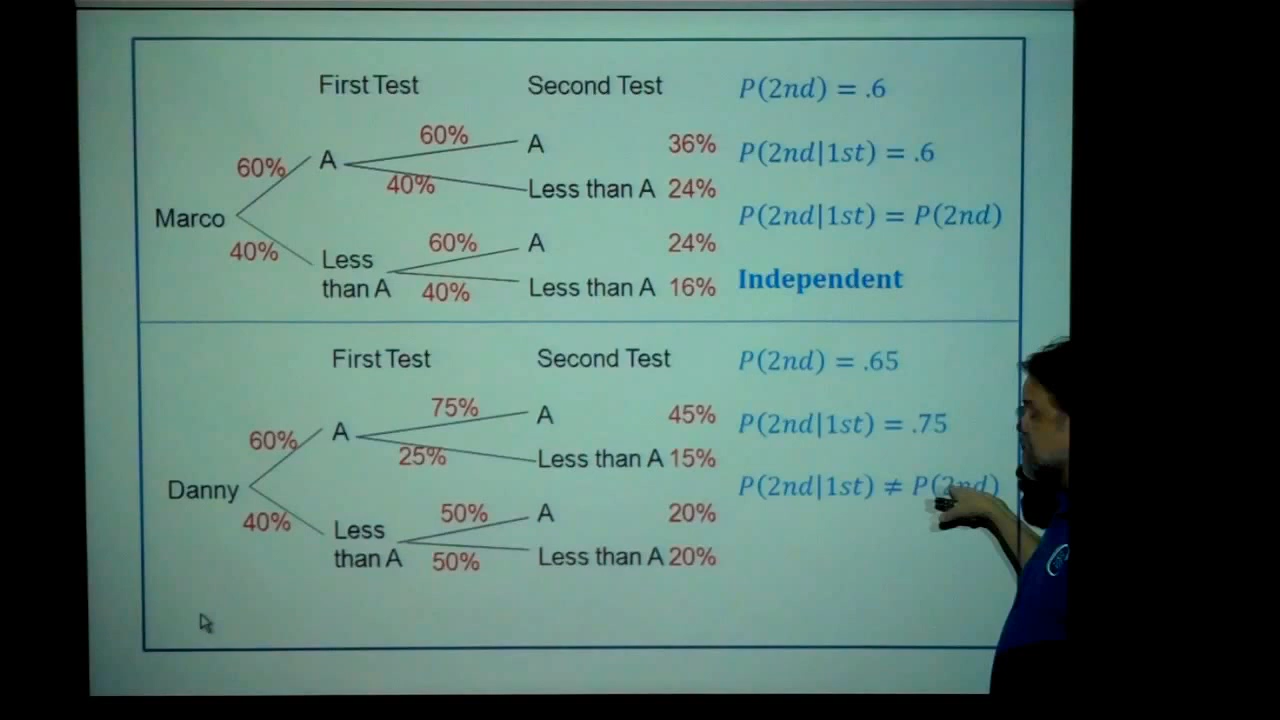 First Test Second Test P(2nd) = .6
60% A 36%
60% A P(2nd|1st) = .6
40% Less than A 24%
Marco P(2nd|1st) = P(2nd)
40% Less than A 60% A 24%
40% Less than A 16% Independent
First Test Second Test P(2nd) = .65
75% A 45%
60% A P(2nd|1st) = .75
25% Less than A 15%
Danny P(2nd|1st) ≠ P(2nd)
40% Less than A 50% A 20%
50% Less than A 20%